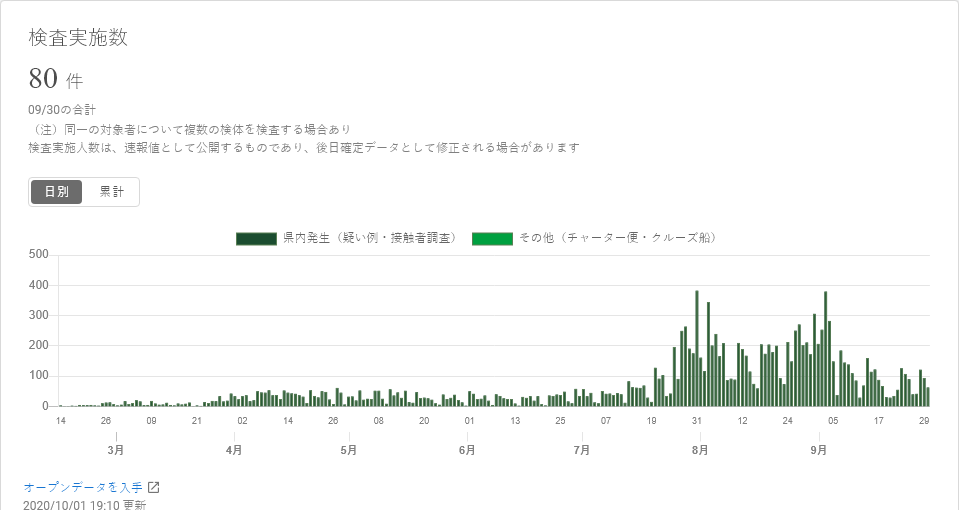 検査実施数
80 件
09/30の合計
（注）同一の対象者について複数の検体を検査する場合あり
検査実施人数は、速報値として公開するものであり、後日確定データとして修正される場合があります
日別 累計
県内発生（疑い例・接触者調査） その他（チャーター便・クルーズ船）
500
400
300
200
100
0
14 26 09 21 02 14 26 08 20 01 13 25 07 19 31 12 24 05 17 29
3月 4月 5月 6月 7月 8月 9月
オープンデータを入手
2020/10/01 19:10 更新